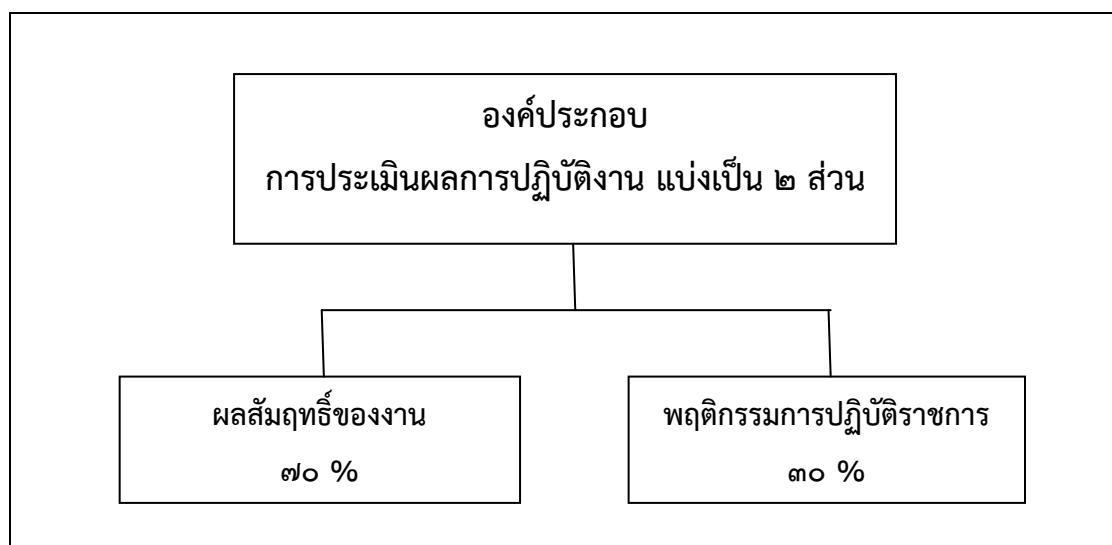 องค์ประกอบ
การประเมินผลการปฏิบัติงาน แบ่งเป็น ๒ ส่วน
ผลสัมฤทธิ์ของงาน
๗๐ %
พฤติกรรมการปฏิบัติราชการ
๓๐ %